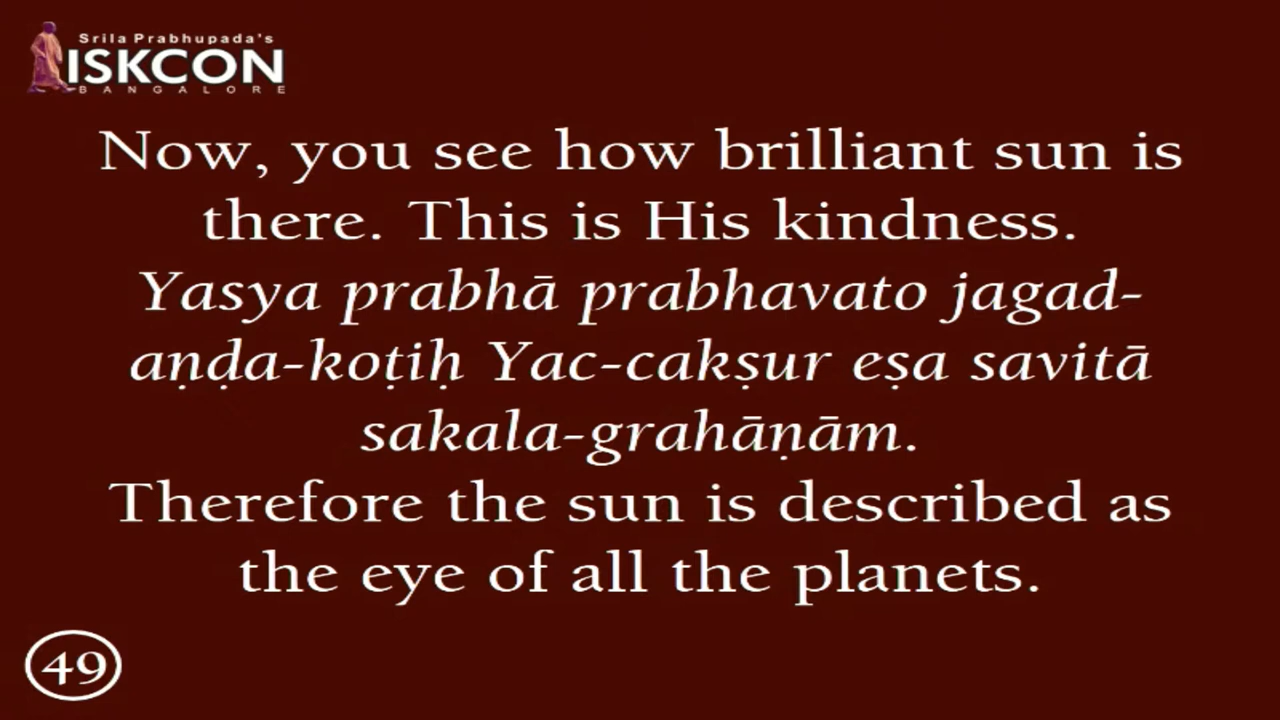 Srila Prabhupada's
ISKCON
BANGALORE
Now, you see how brilliant sun is
there. This is His kindness.
Yasya prabhā prabhavato jagad-
aṇḍa-koṭiḥ Yac-cakṣur eṣa savitā
sakala-grahāṇām.
Therefore the sun is described as
the eye of all the planets.
49